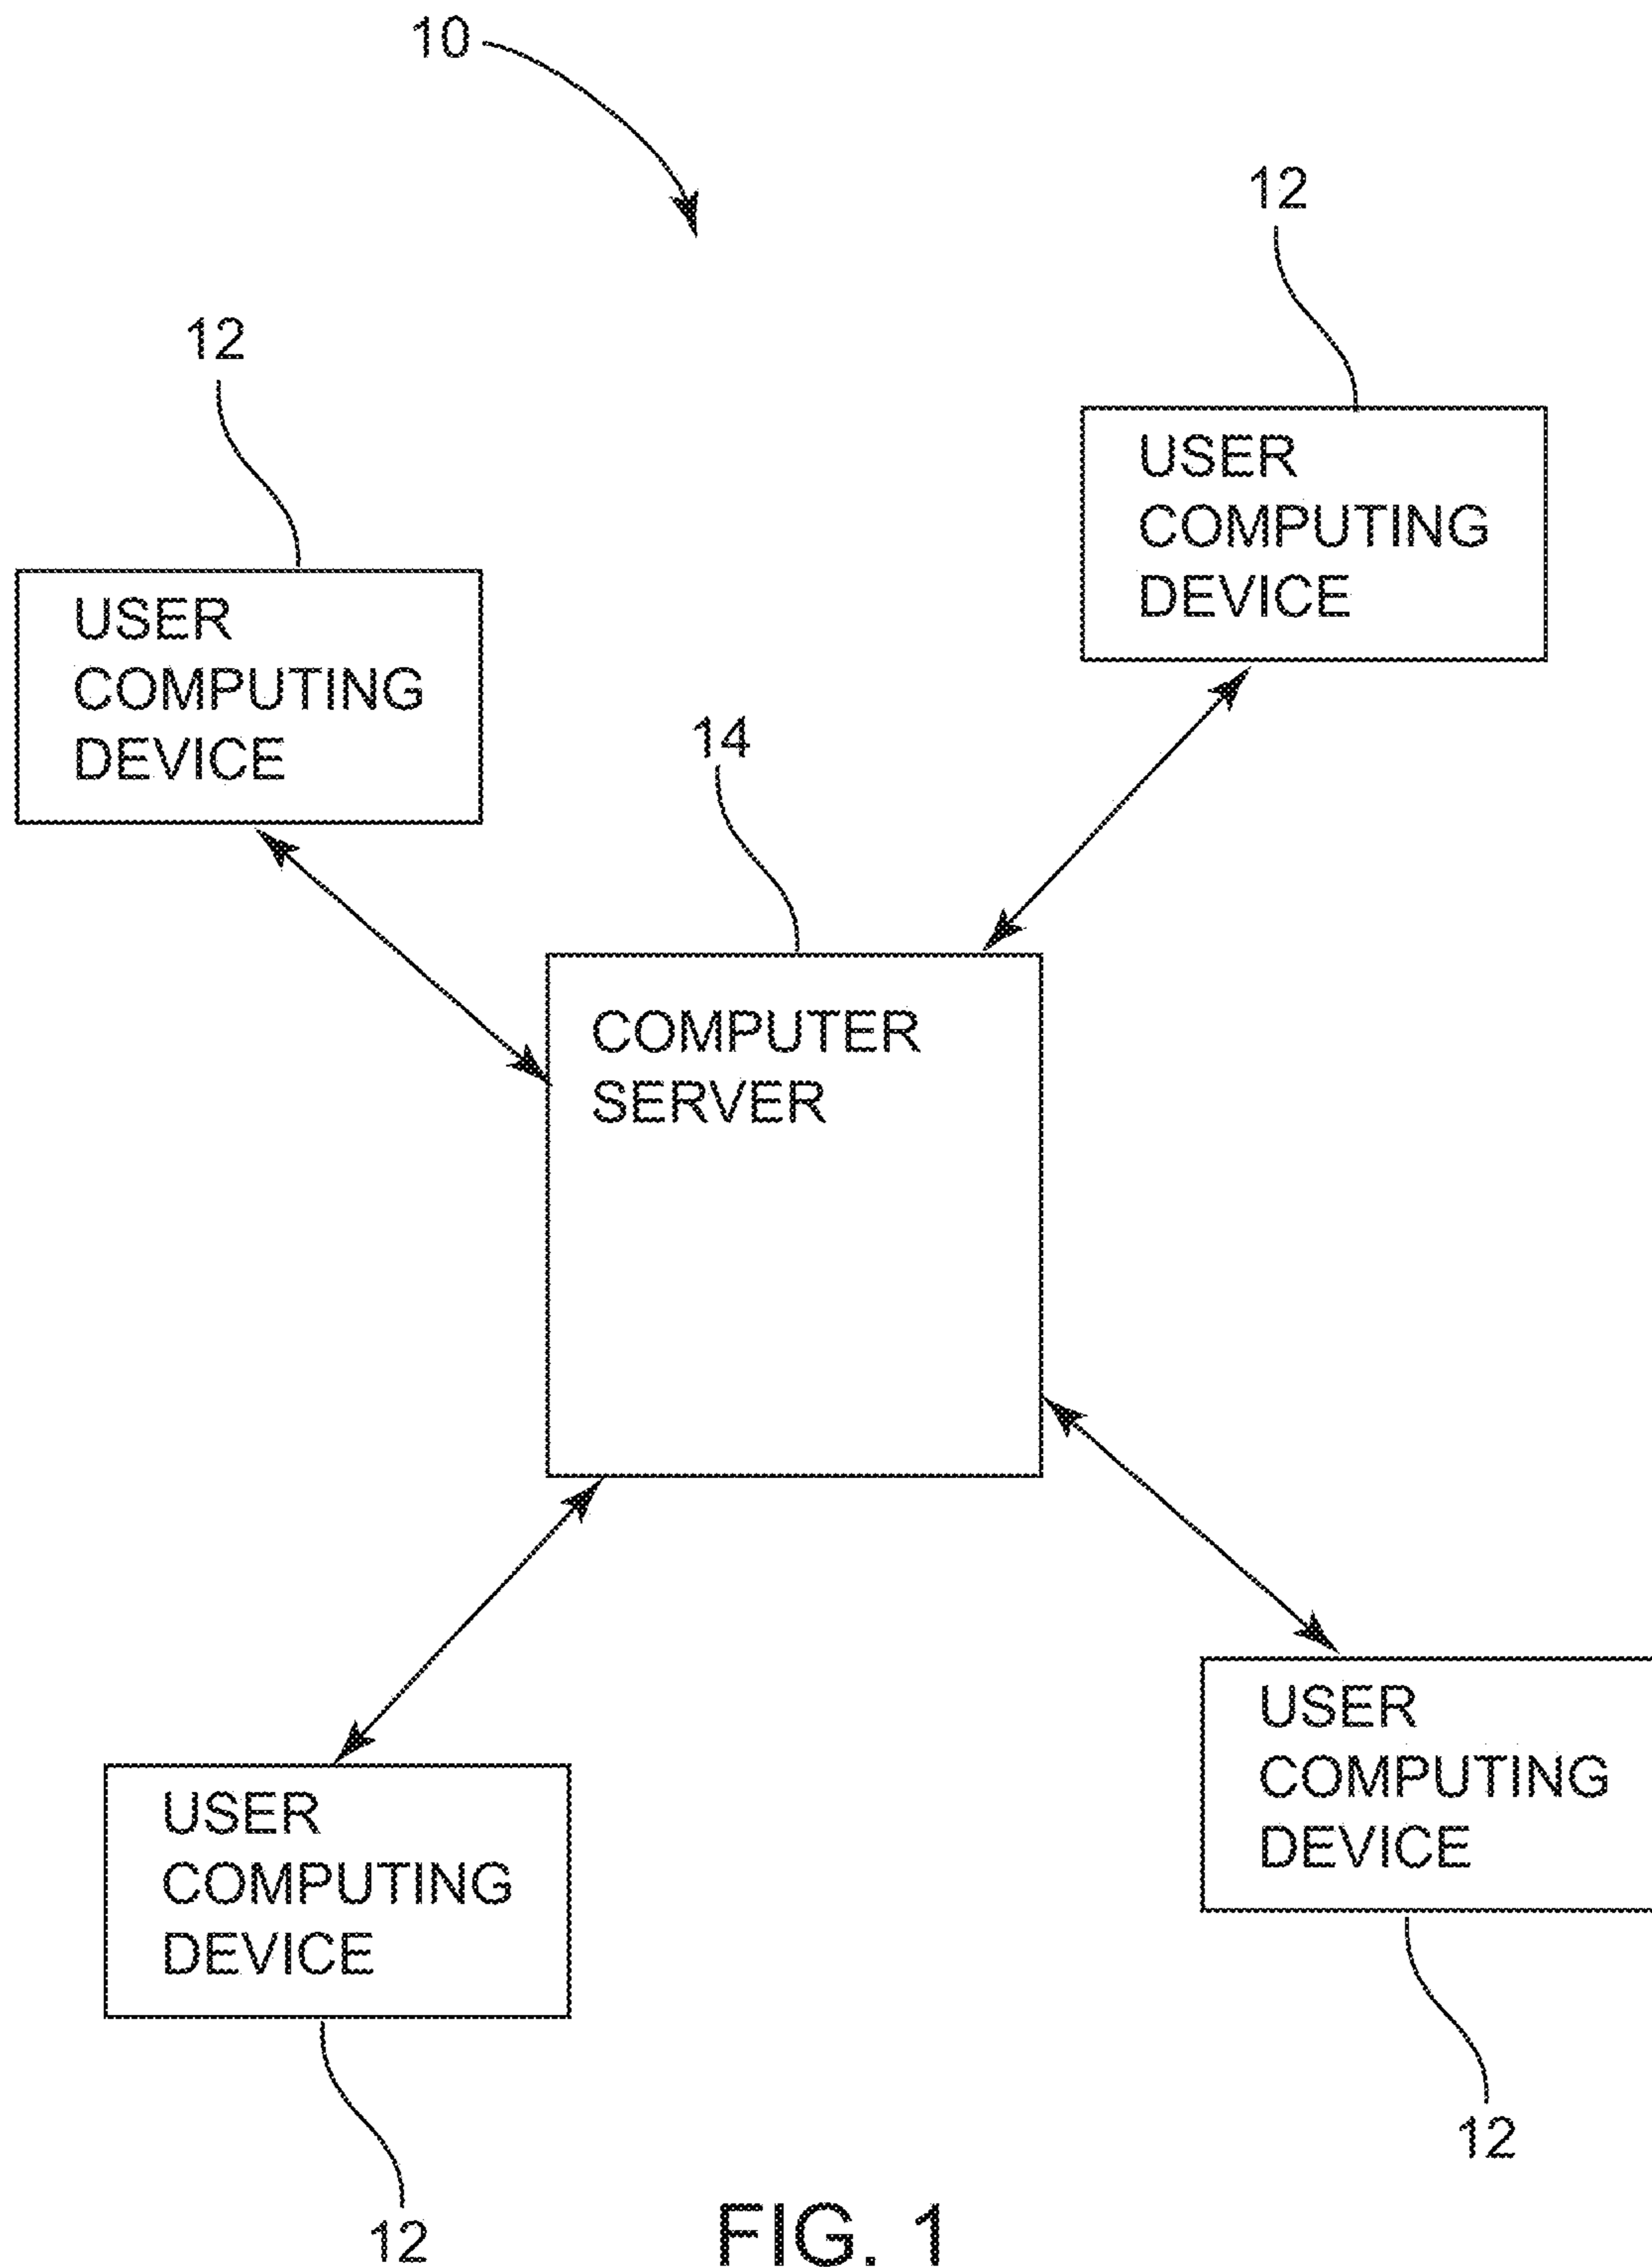 10
12
12
USER
COMPUTING
DEVICE
USER
COMPUTING
DEVICE
14
COMPUTER
SERVER
USER
COMPUTING
DEVICE
USER
COMPUTING
DEVICE
12
12
FIG. 1